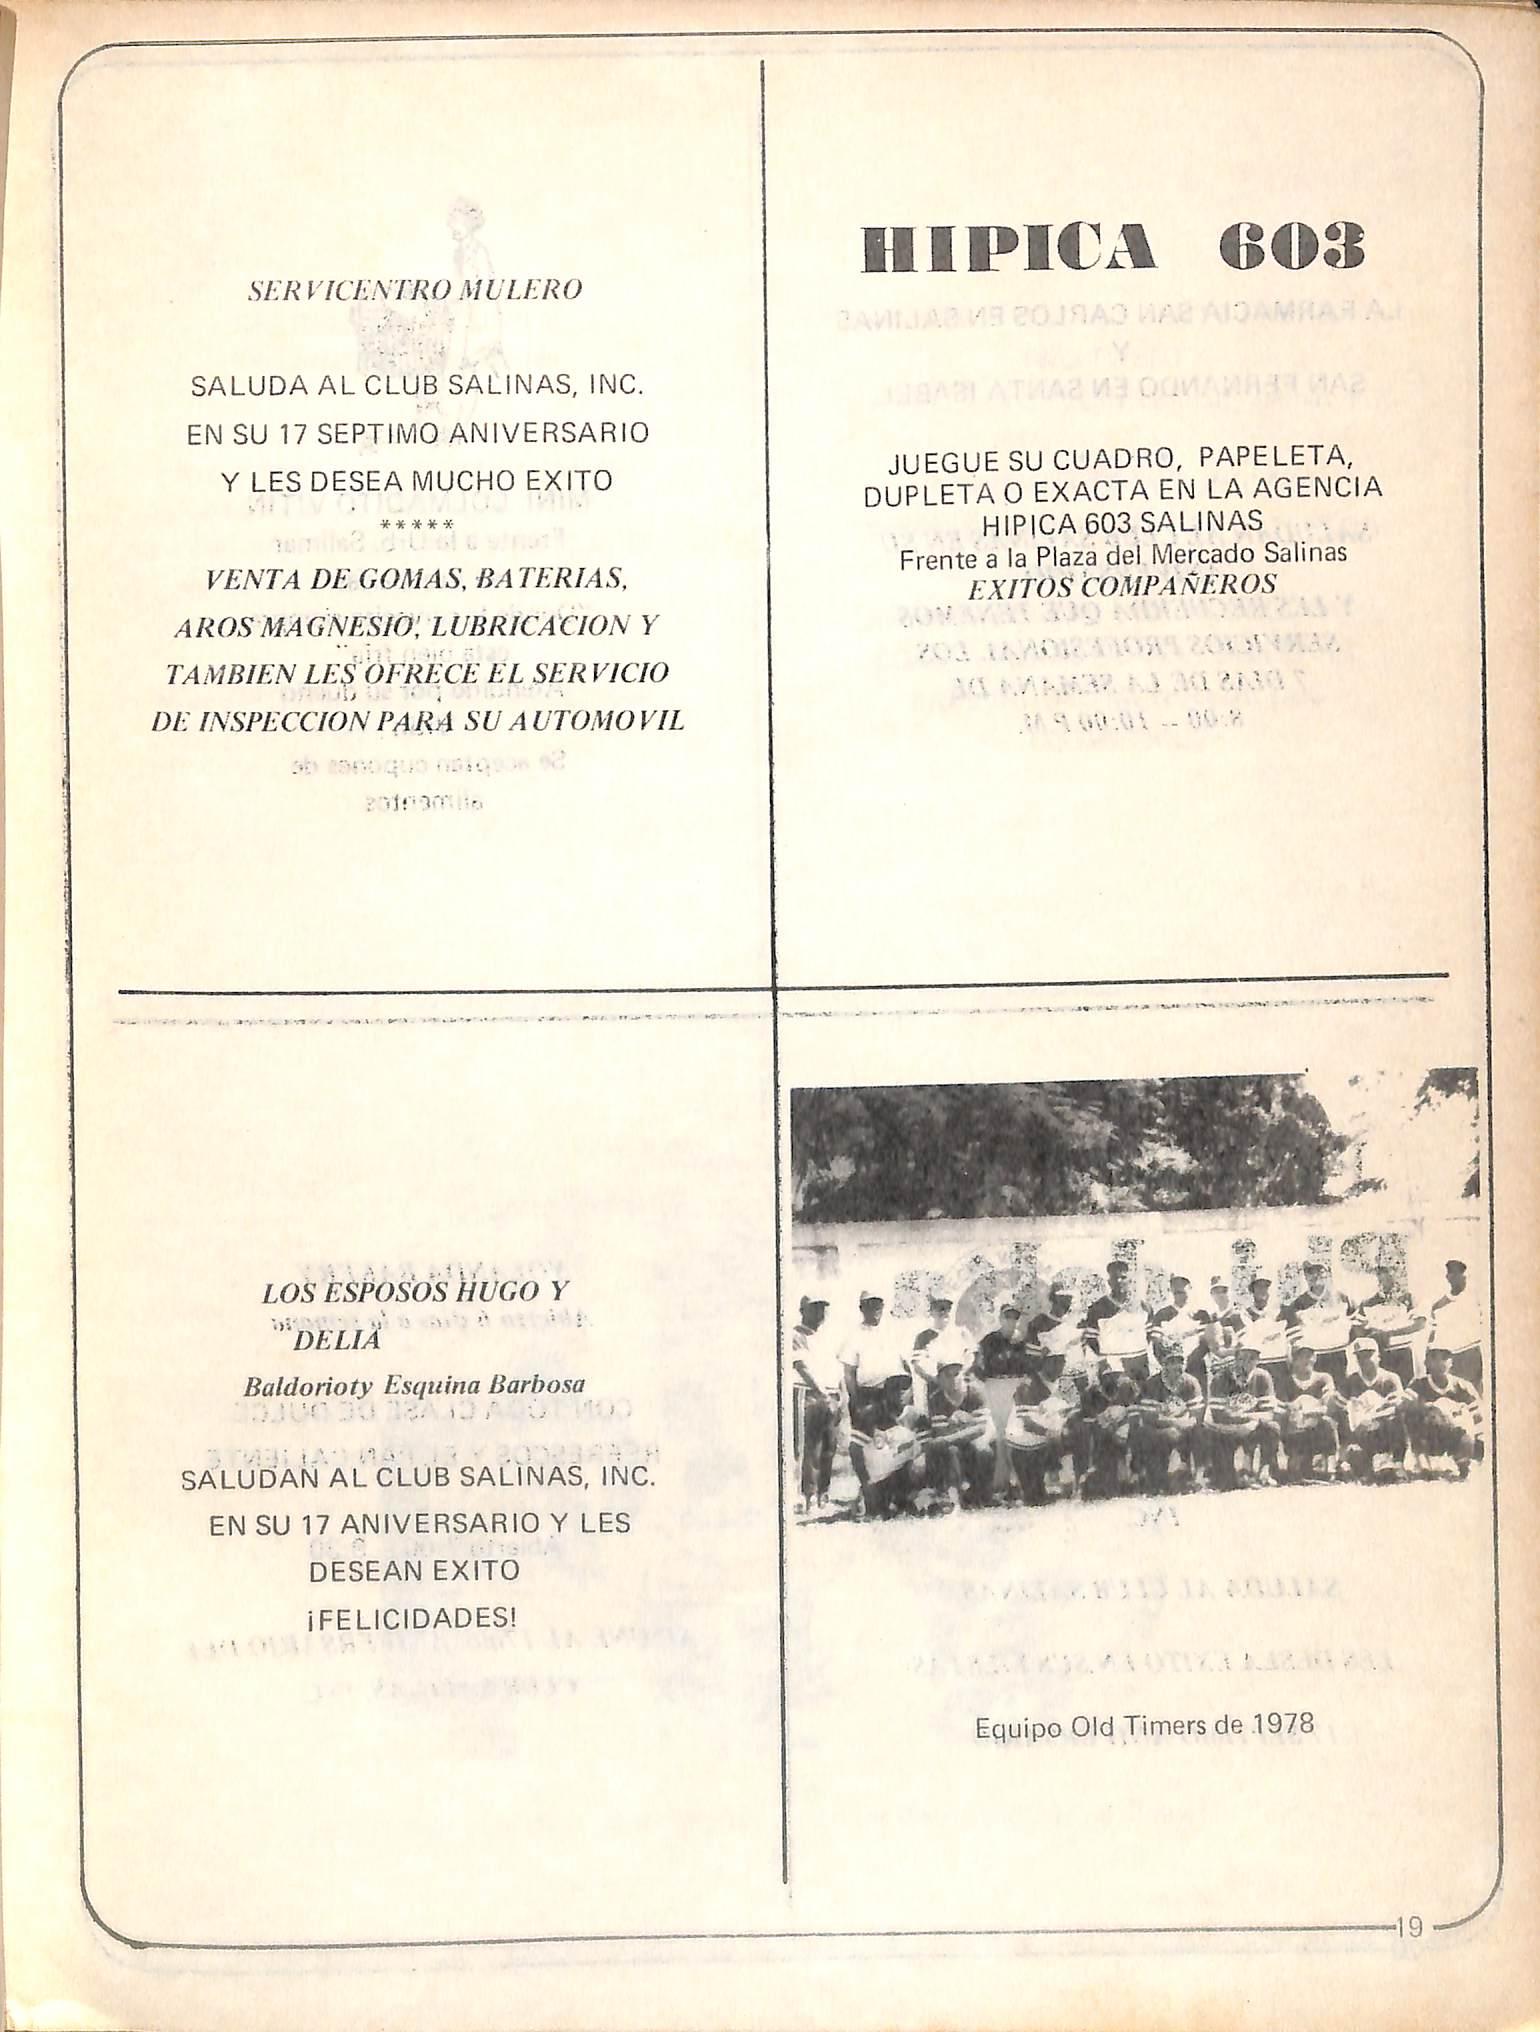 SERVICENTRO MULERO
SALUDA AL CLUB SALINAS, INC.
EN SU 17 SEPTIMO ANIVERSARIO
Y LES DESEA MUCHO EXITO
*****
VENTA DE GOMAS, BATERIAS,
AROS MAGNESIO, LUBRICACION Y
TAMBIEN LES OFRECE EL SERVICIO
DE INSPECCION PARA SU AUTOMOVIL
HIPICA 603
JUEGUE SU CUADRO, PAPELETA,
DUPLETA O EXACTA EN LA AGENCIA
HIPICA 603 SALINAS
Frente a la Plaza del Mercado Salinas
EXITOS COMPAÑEROS
LOS ESPOSOS HUGO Y
DELIA
Baldorioty Esquina Barbosa
SALUDAN AL CLUB SALINAS, INC.
EN SU 17 ANIVERSARIO Y LES
DESEAN EXITO
¡FELICIDADES!
Equipo Old Timers de 1978
19